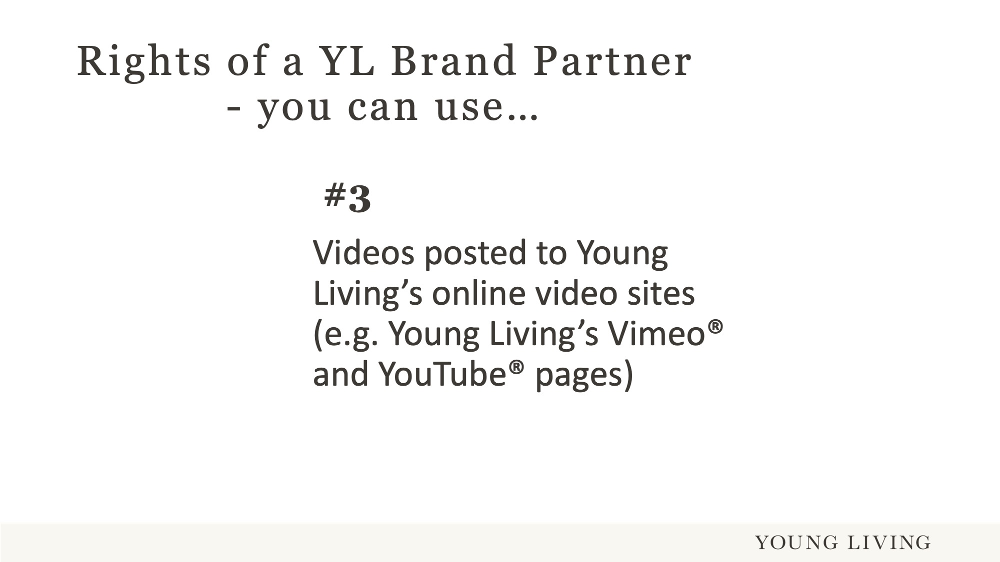 Rights of a YL Brand Partner
- you can use…
#3
Videos posted to Young
Living’s online video sites
(e.g. Young Living’s Vimeo®
and YouTube® pages)
YOUNG LIVING